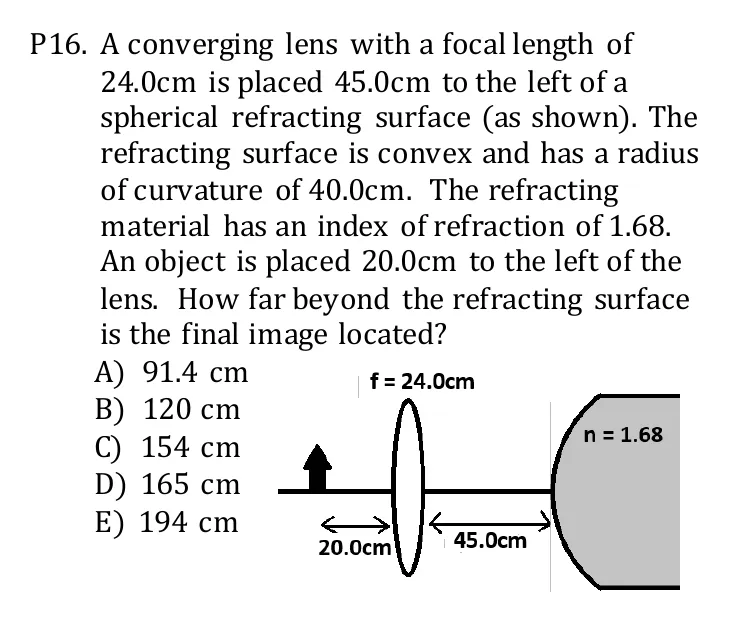 P16. A converging lens with a focal length of
24.0cm is placed 45.0cm to the left of a
spherical refracting surface (as shown). The
refracting surface is convex and has a radius
of curvature of 40.0cm. The refracting
material has an index of refraction of 1.68.
An object is placed 20.0cm to the left of the
lens. How far beyond the refracting surface
is the final image located?
A) 91.4 cm
B) 120 cm
C) 154 cm
D) 165 cm
E) 194 cm
f = 24.0cm
n = 1.68
20.0cm
45.0cm